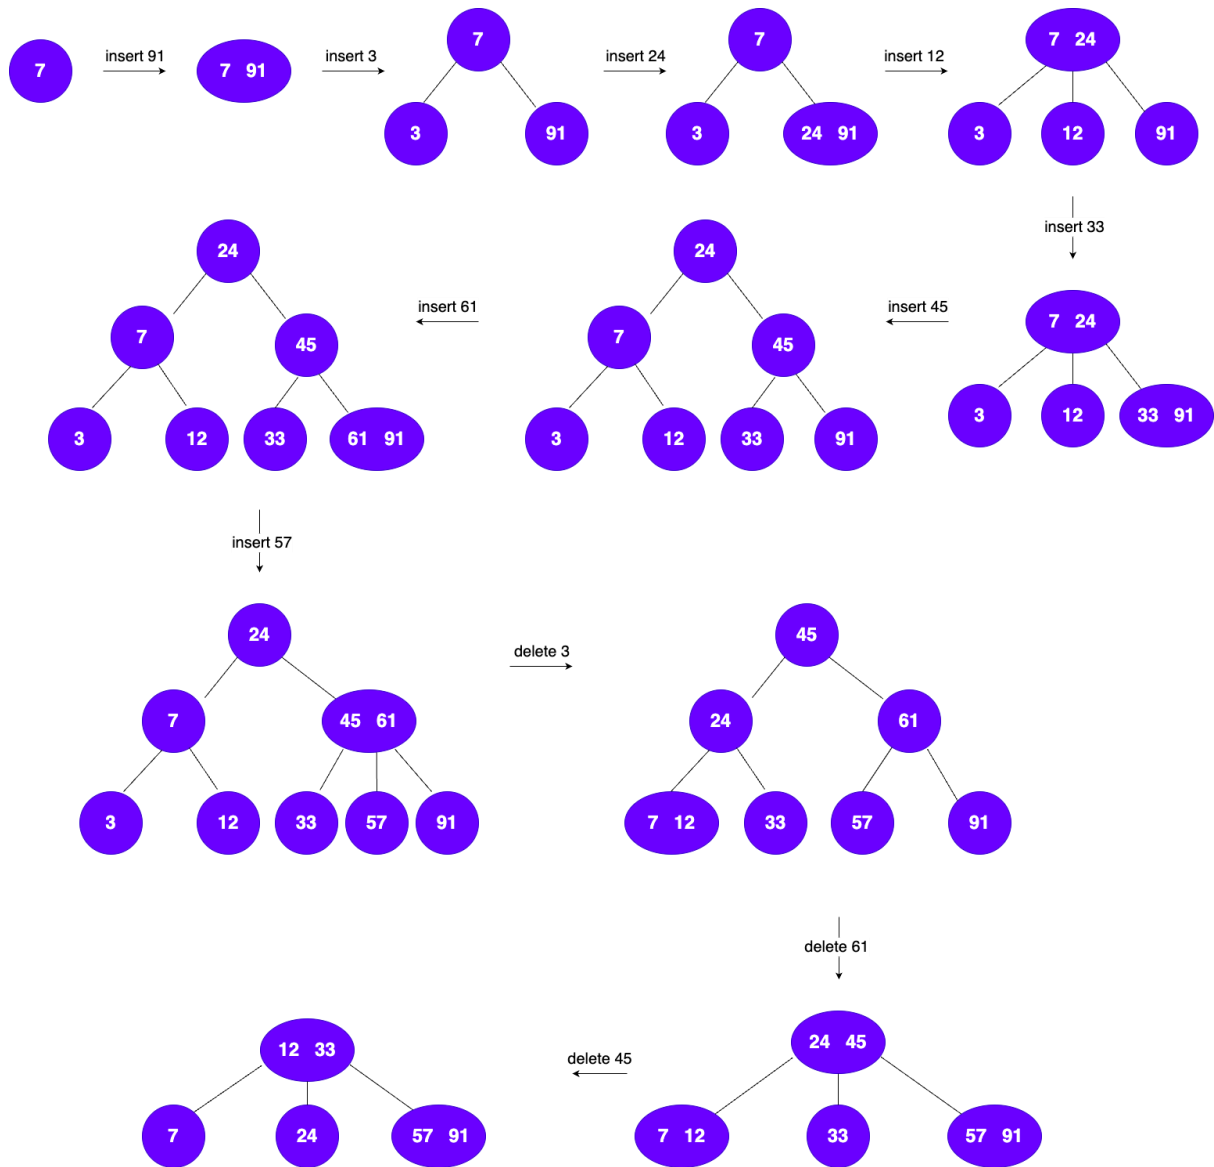 7
insert 91
7 91
insert 3
7
3 91
insert 24
7
3 24 91
insert 12
7 24
3 12 91
insert 33
7 24
3 12 33 91
insert 45
24
7 45
3 12 33 91
insert 61
24
7 45
3 12 33 61 91
insert 57
24
7 45 61
3 12 33 57 91
delete 3
45
24 61
7 12 33 57 91
delete 61
24 45
7 12 33 57 91
delete 45
12 33
7 24 57 91